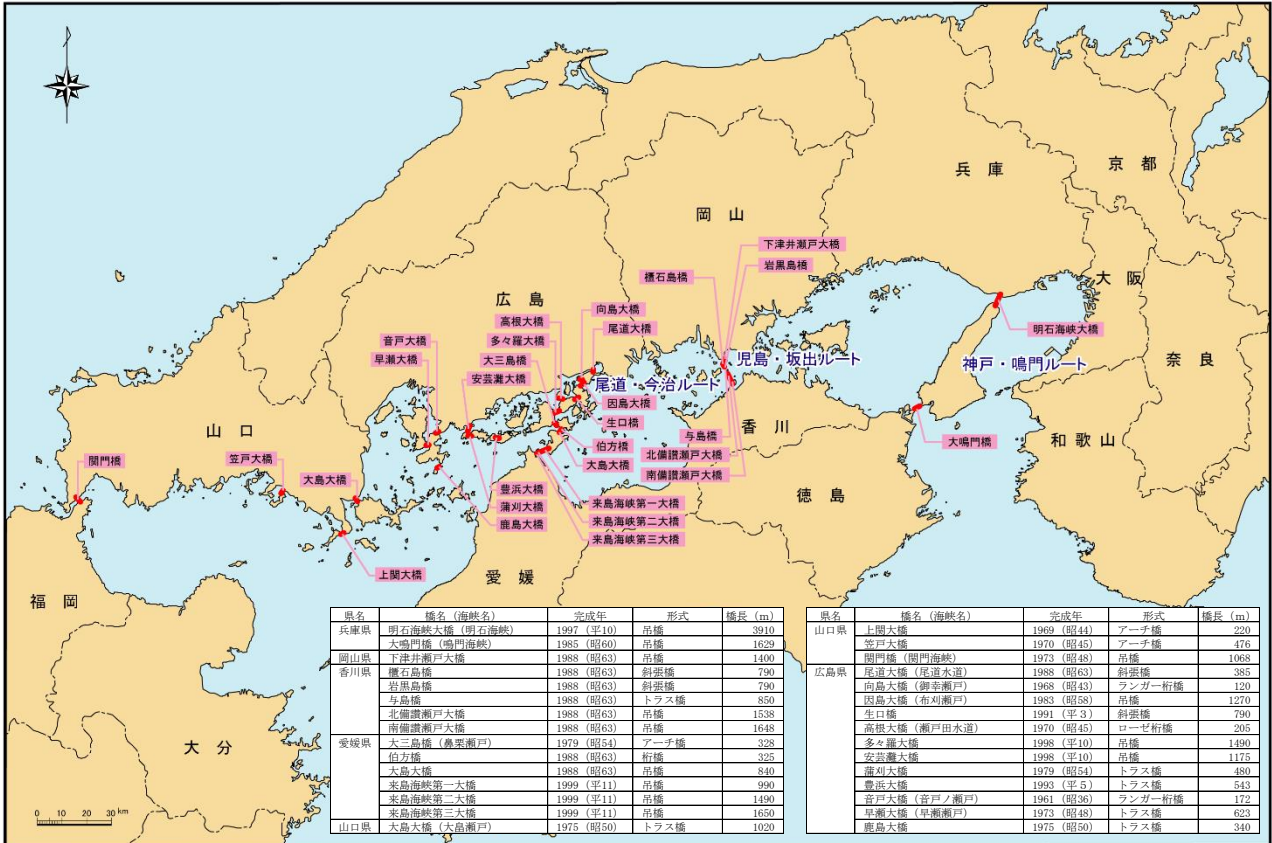 兵庫
京都
岡山
下津井瀬戸大橋
岩黒島橋
櫃石島橋
大阪
広島
向島大橋
高根大橋
尾道大橋
明石海峡大橋
音戸大橋
多々羅大橋
早瀬大橋
大三島橋
児島・坂出ルート
神戸・鳴門ルート
奈良
安芸灘大橋
尾道・今治ルート
因島大橋
生口橋
山口
与島橋
香川
大鳴門橋
和歌山
伯方橋
北備讃瀬戸大橋
関門橋
笠戸大橋
大島大橋
大島大橋
南備讃瀬戸大橋
豊浜大橋
徳島
蒲刈大橋
来島海峡第一大橋
鹿島大橋
来島海峡第二大橋
来島海峡第三大橋
上関大橋
愛媛
福岡
大分
0 10 20 30 km
県名 橋名（海峡名） 完成年 形式 橋長（m）
兵庫県 明石海峡大橋（明石海峡） 1997（平10） 吊橋 3910
大鳴門橋（鳴門海峡） 1985（昭60） 吊橋 1629
岡山県 下津井瀬戸大橋 1988（昭63） 吊橋 1400
香川県 櫃石島橋 1988（昭63） 斜張橋 790
岩黒島橋 1988（昭63） 斜張橋 790
与島橋 1988（昭63） トラス橋 850
北備讃瀬戸大橋 1988（昭63） 吊橋 1538
南備讃瀬戸大橋 1988（昭63） 吊橋 1648
愛媛県 大三島橋（鼻栗瀬戸） 1979（昭54） アーチ橋 328
伯方橋 1988（昭63） 桁橋 325
大島大橋 1988（昭63） 吊橋 840
来島海峡第一大橋 1999（平11） 吊橋 990
来島海峡第二大橋 1999（平11） 吊橋 1490
来島海峡第三大橋 1999（平11） 吊橋 1650
山口県 大島大橋（大畠瀬戸） 1975（昭50） トラス橋 1020
県名 橋名（海峡名） 完成年 形式 橋長（m）
山口県 上関大橋 1969（昭44） アーチ橋 220
笠戸大橋 1970（昭45） アーチ橋 476
関門橋（関門海峡） 1973（昭48） 吊橋 1068
広島県 尾道大橋（尾道水道） 1988（昭63） 斜張橋 385
向島大橋（御幸瀬戸） 1968（昭43） ランガー桁橋 120
因島大橋（布刈瀬戸） 1983（昭58） 吊橋 1270
生口橋 1991（平3） 斜張橋 790
高根大橋（瀬戸田水道） 1970（昭45） ローゼ桁橋 205
多々羅大橋 1998（平10） 吊橋 1490
安芸灘大橋 1998（平10） 吊橋 1175
蒲刈大橋 1979（昭54） トラス橋 480
豊浜大橋 1993（平5） トラス橋 543
音戸大橋（音戸ノ瀬戸） 1961（昭36） ランガー桁橋 172
早瀬大橋（早瀬瀬戸） 1973（昭48） トラス橋 623
鹿島大橋 1975（昭50） トラス橋 340